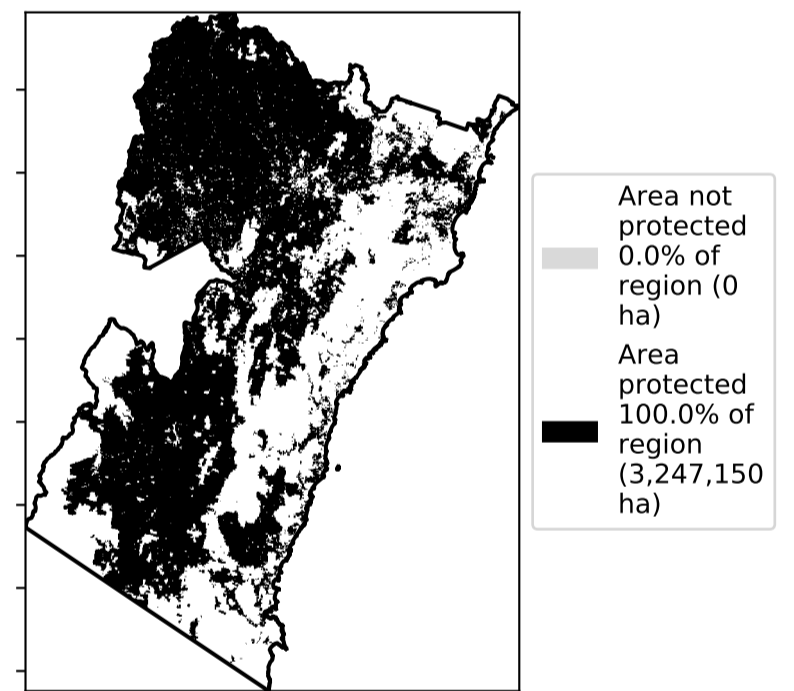 Area not
protected
0.0% of
region (0
ha)
Area
protected
100.0% of
region
(3,247,150
ha)